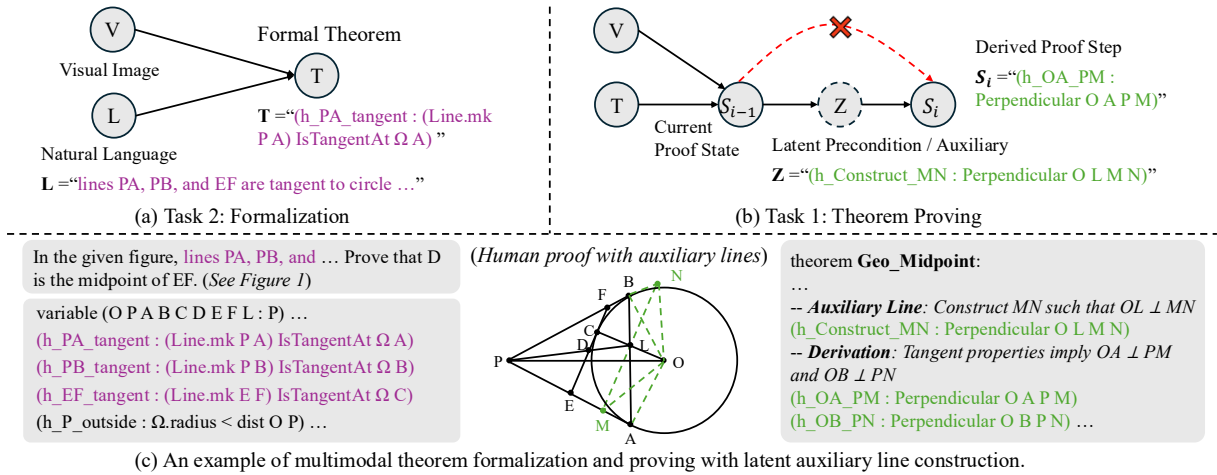 V
Visual Image
L
Natural Language
L ="lines PA, PB, and EF are tangent to circle …"
Formal Theorem
T
T ="(h_PA_tangent : (Line.mk
P A) IsTangentAt Ω A) ”
(a) Task 2: Formalization
V
T
S_{i−1}
Current
Proof State
Z
Latent Precondition / Auxiliary
Z ="(h_Construct_MN : Perpendicular O L M N)”
S_i
Derived Proof Step
S_i ="(h_OA_PM :
Perpendicular O A P M)”
(b) Task 1: Theorem Proving
In the given figure, lines PA, PB, and … Prove that D
is the midpoint of EF. (See Figure 1)
variable (O P A B C D E F L : P) …
(h_PA_tangent : (Line.mk P A) IsTangentAt Ω A)
(h_PB_tangent : (Line.mk P B) IsTangentAt Ω B)
(h_EF_tangent : (Line.mk E F) IsTangentAt Ω C)
(h_P_outside : Ω.radius < dist O P) …
(Human proof with auxiliary lines)
B
N
F
C
D
L
P
O
E
M
A
theorem Geo_Midpoint:
…
-- Auxiliary Line: Construct MN such that OL ⊥ MN
(h_Construct_MN : Perpendicular O L M N)
-- Derivation: Tangent properties imply OA ⊥ PM
and OB ⊥ PN
(h_OA_PM : Perpendicular O A P M)
(h_OB_PN : Perpendicular O B P N) …
(c) An example of multimodal theorem formalization and proving with latent auxiliary line construction.